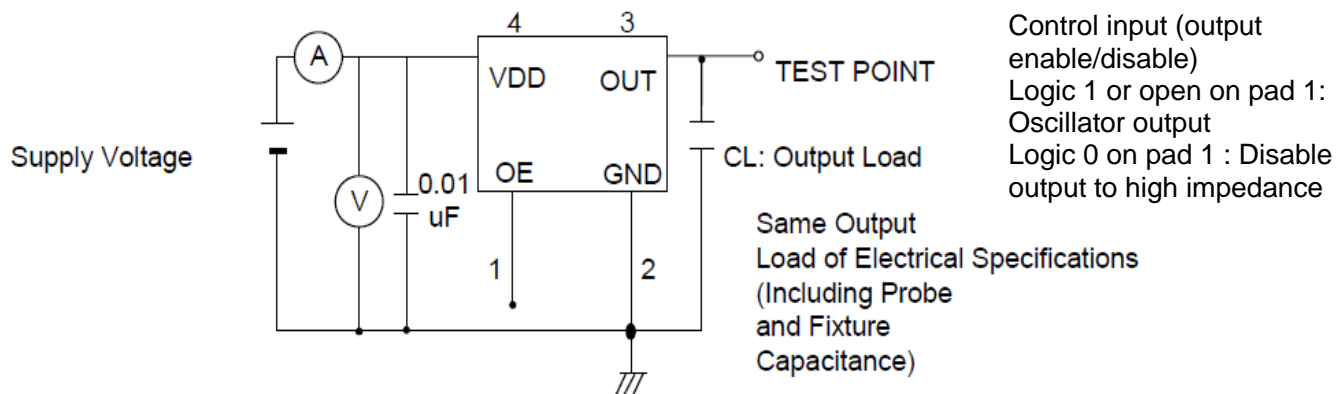 4
3
Control input (output
enable/disable)
Logic 1 or open on pad 1:
Oscillator output
Logic 0 on pad 1 : Disable
output to high impedance
A
VDD
OUT
TEST POINT
Supply Voltage
CL: Output Load
OE
GND
V
0.01
uF
1
2
Same Output
Load of Electrical Specifications
(Including Probe
and Fixture
Capacitance)